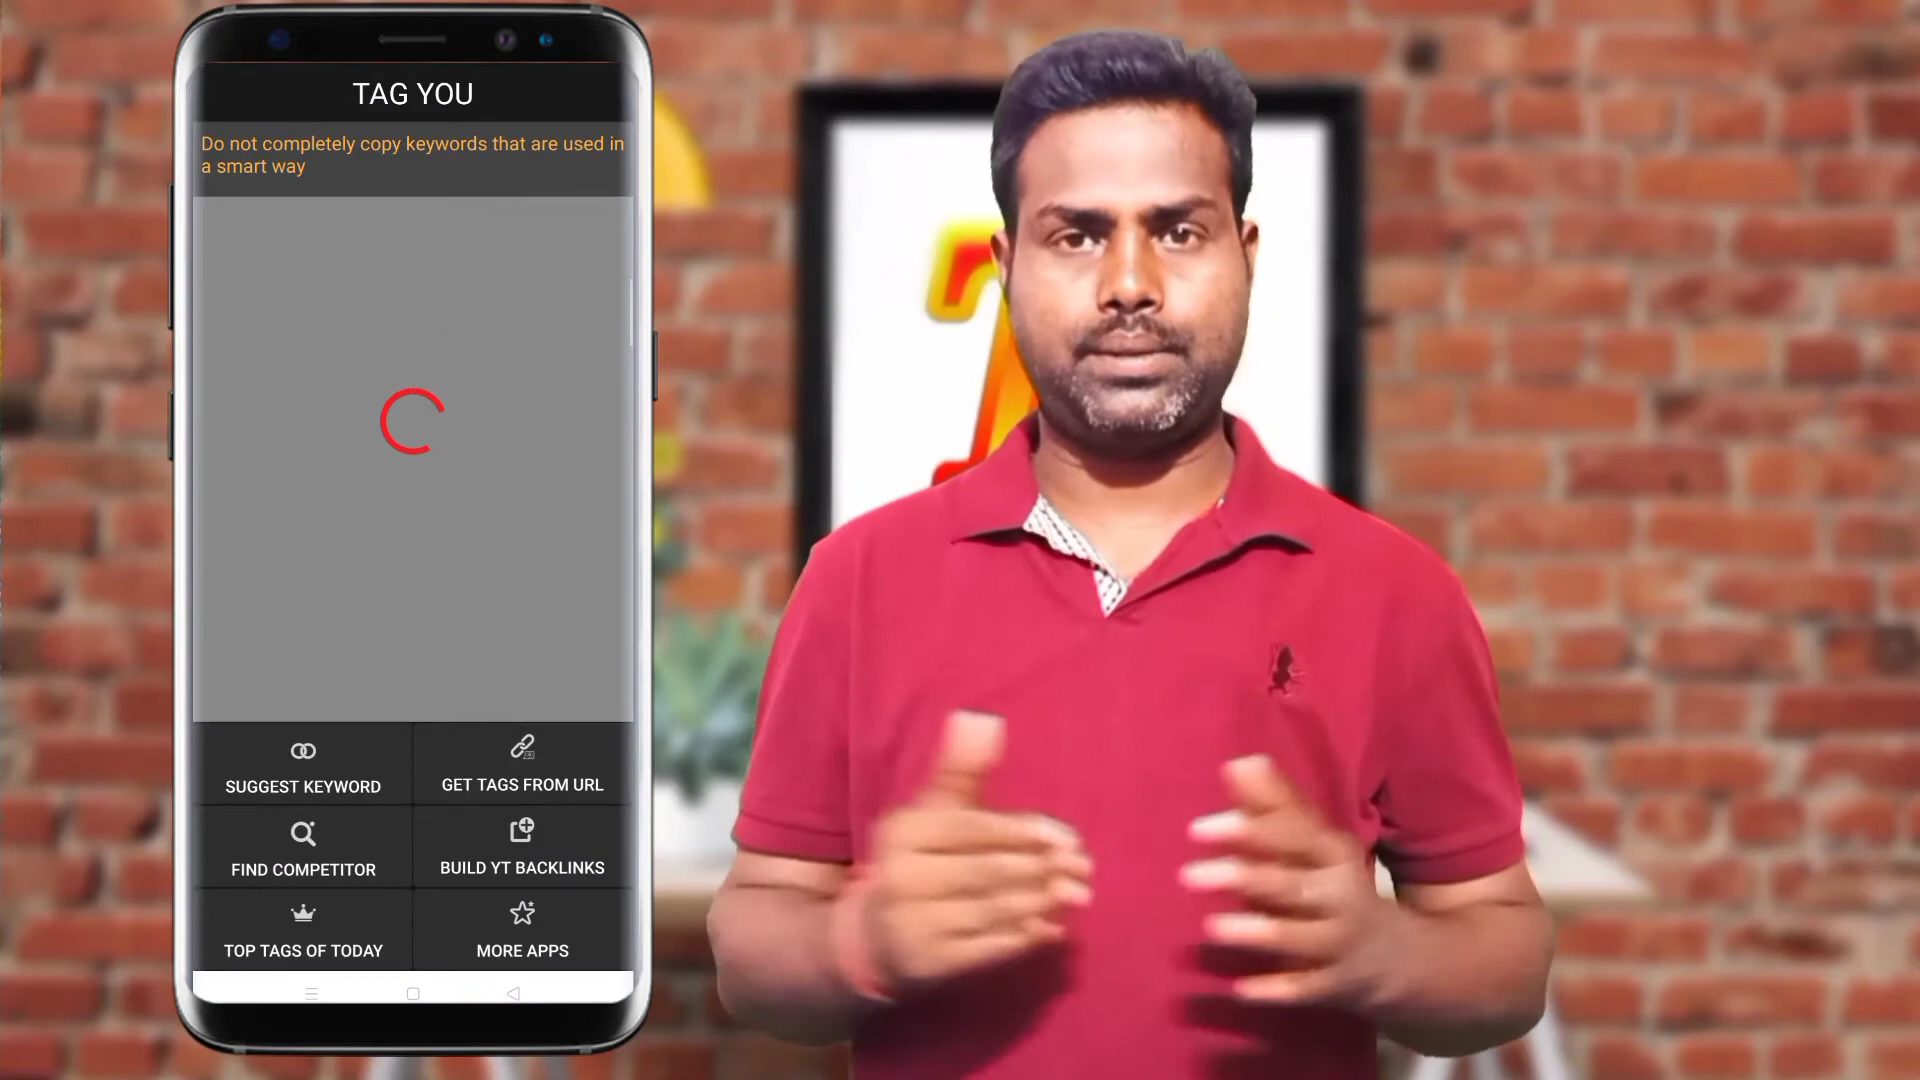 TAG YOU
Do not completely copy keywords that are used in
a smart way
SUGGEST KEYWORD
GET TAGS FROM URL
FIND COMPETITOR
BUILD YT BACKLINKS
TOP TAGS OF TODAY
MORE APPS